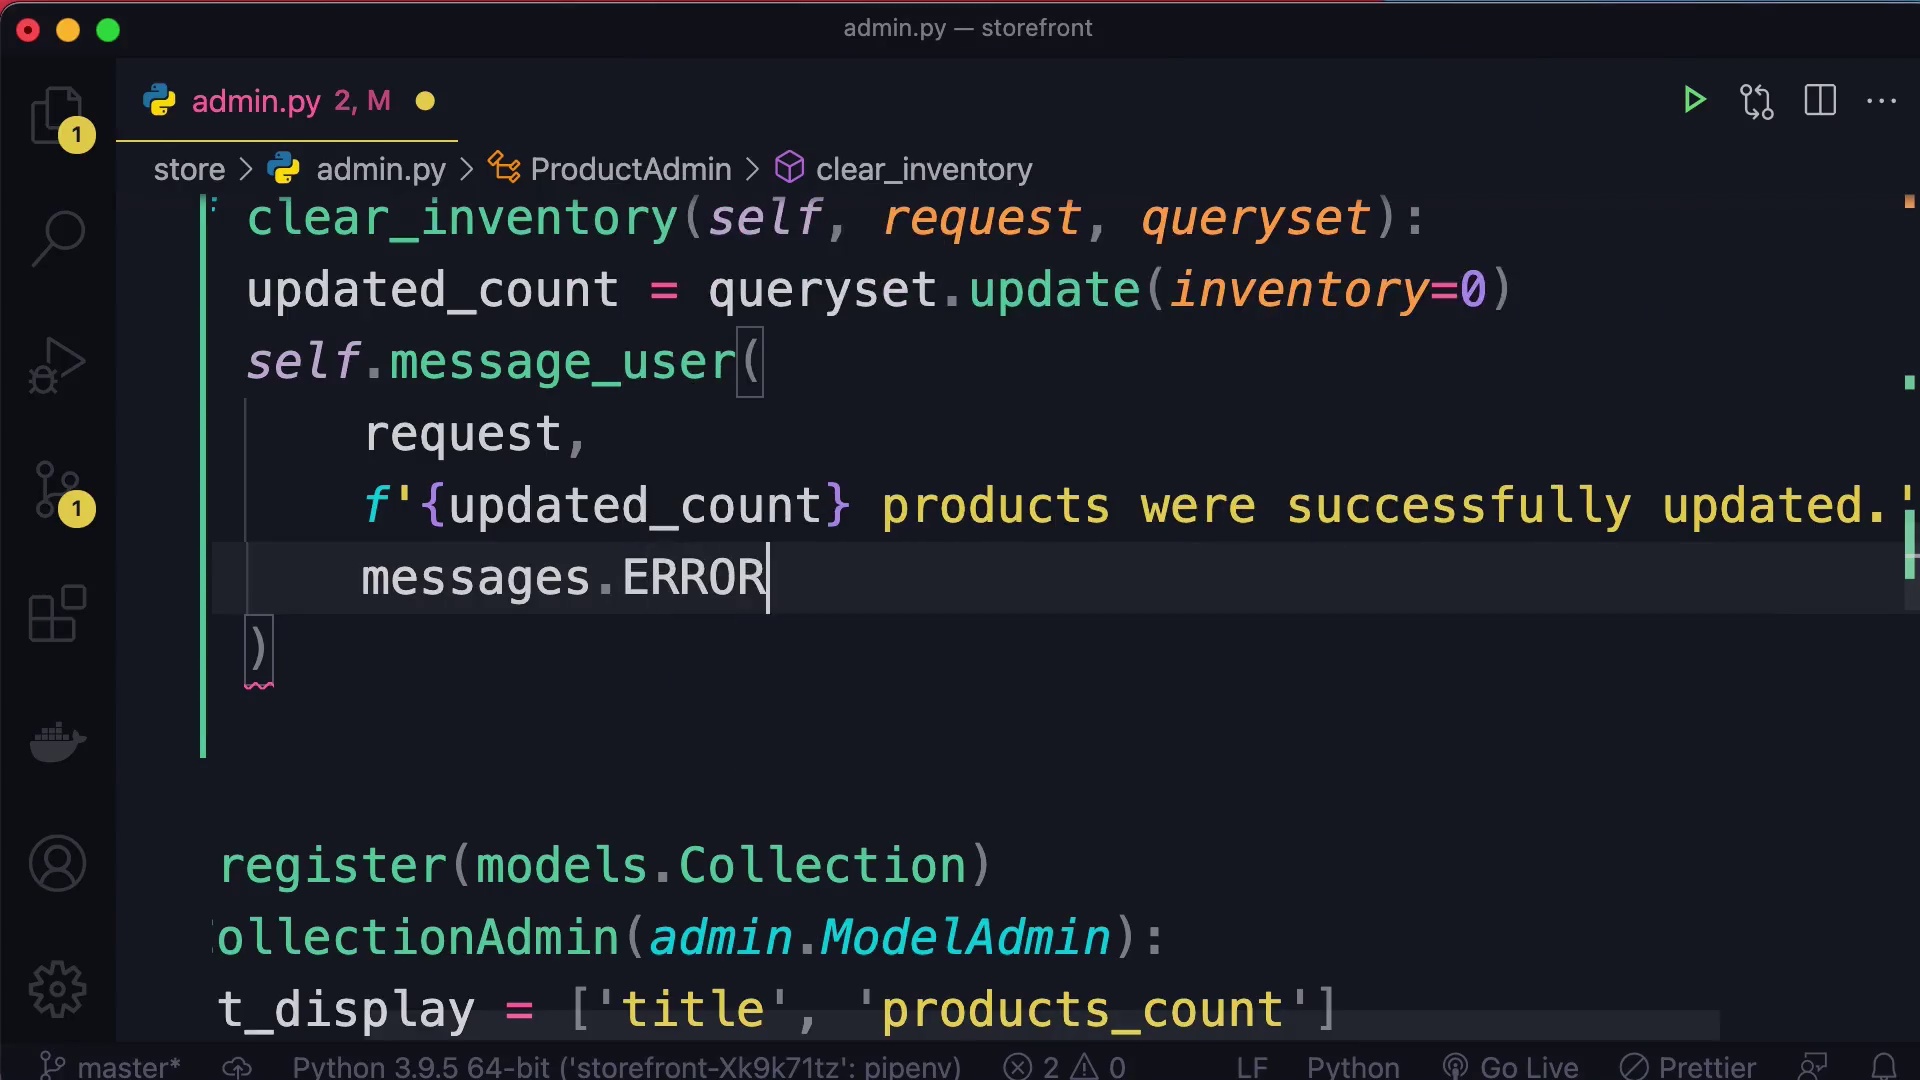 admin.py — storefront
admin.py 2, M
1
store > admin.py > ProductAdmin > clear_inventory
clear_inventory(self, request, queryset):
updated_count = queryset.update(inventory=0)
self.message_user(
request,
f'{updated_count} products were successfully updated.'
1
messages.ERROR
)
register(models.Collection)
ollectionAdmin(admin.ModelAdmin):
t_display = ['title', 'products_count']
master* Python 3.9.5 64-bit ('storefront-Xk9k71tz': pipenv) 2 0 LF Python Go Live Prettier